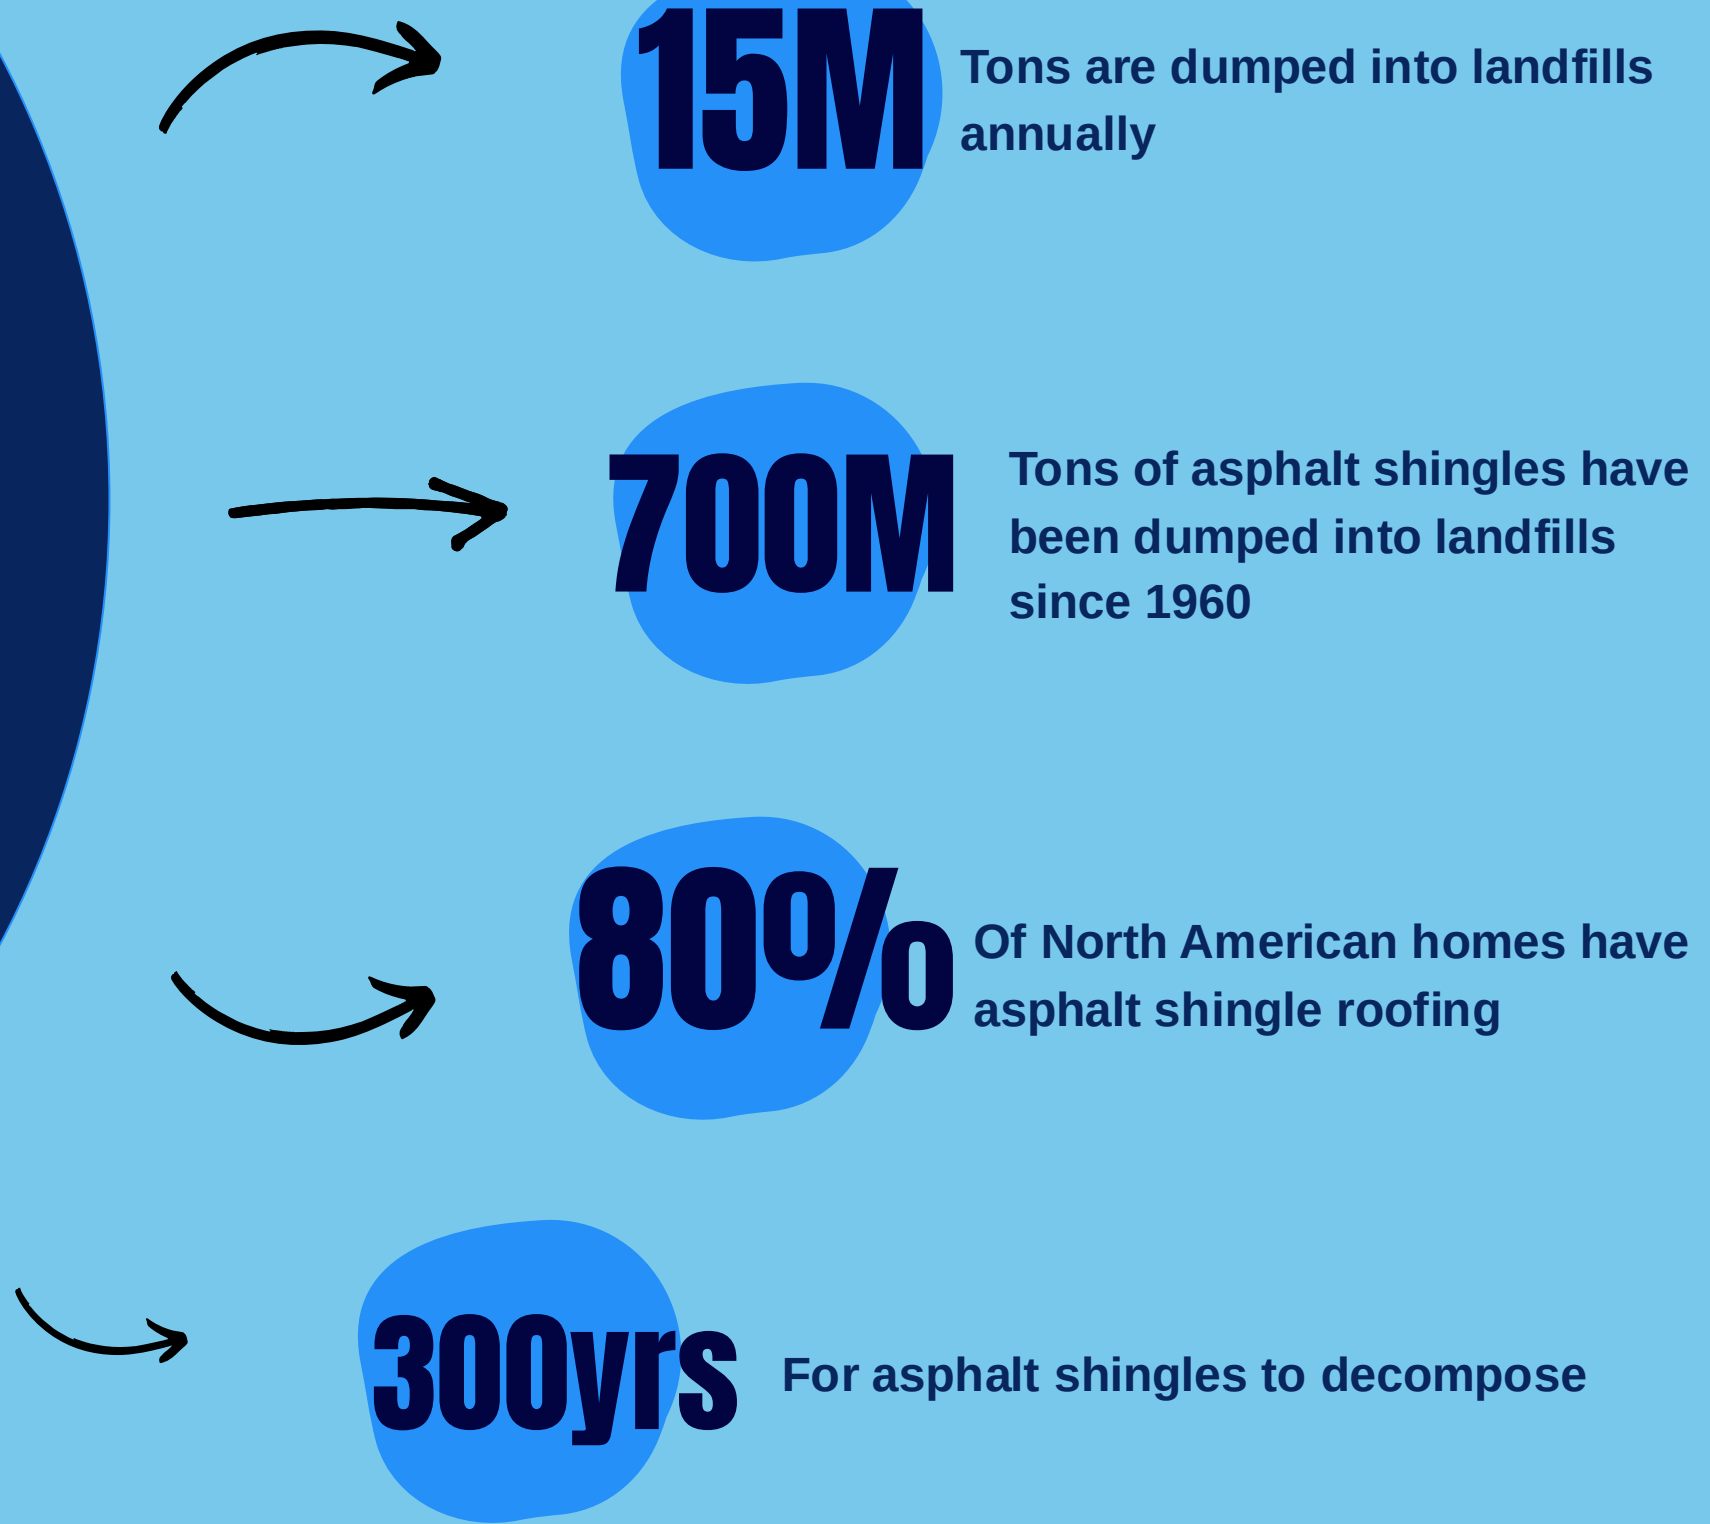 15M
Tons are dumped into landfills
annually
700M
Tons of asphalt shingles have
been dumped into landfills
since 1960
80%
Of North American homes have
asphalt shingle roofing
300yrs
For asphalt shingles to decompose